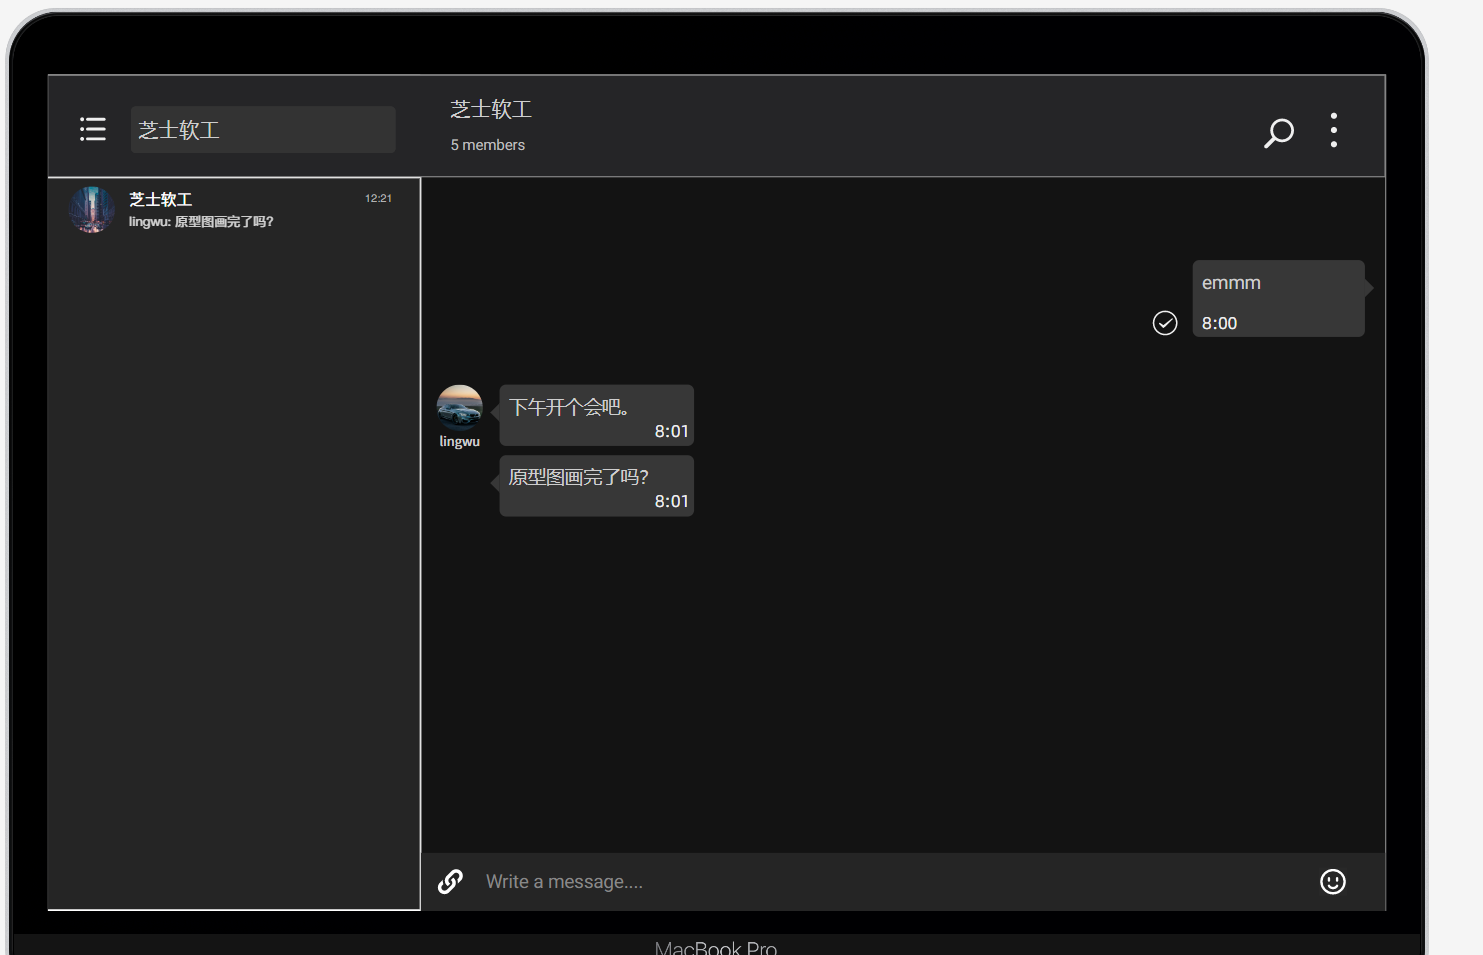 芝士软工
芝士软工
5 members
芝士软工
12:21
lingwu: 原型图画完了吗?
emmm
8:00
下午开个会吧。
8:01
lingwu
原型图画完了吗?
8:01
Write a message....
MacBook Pro